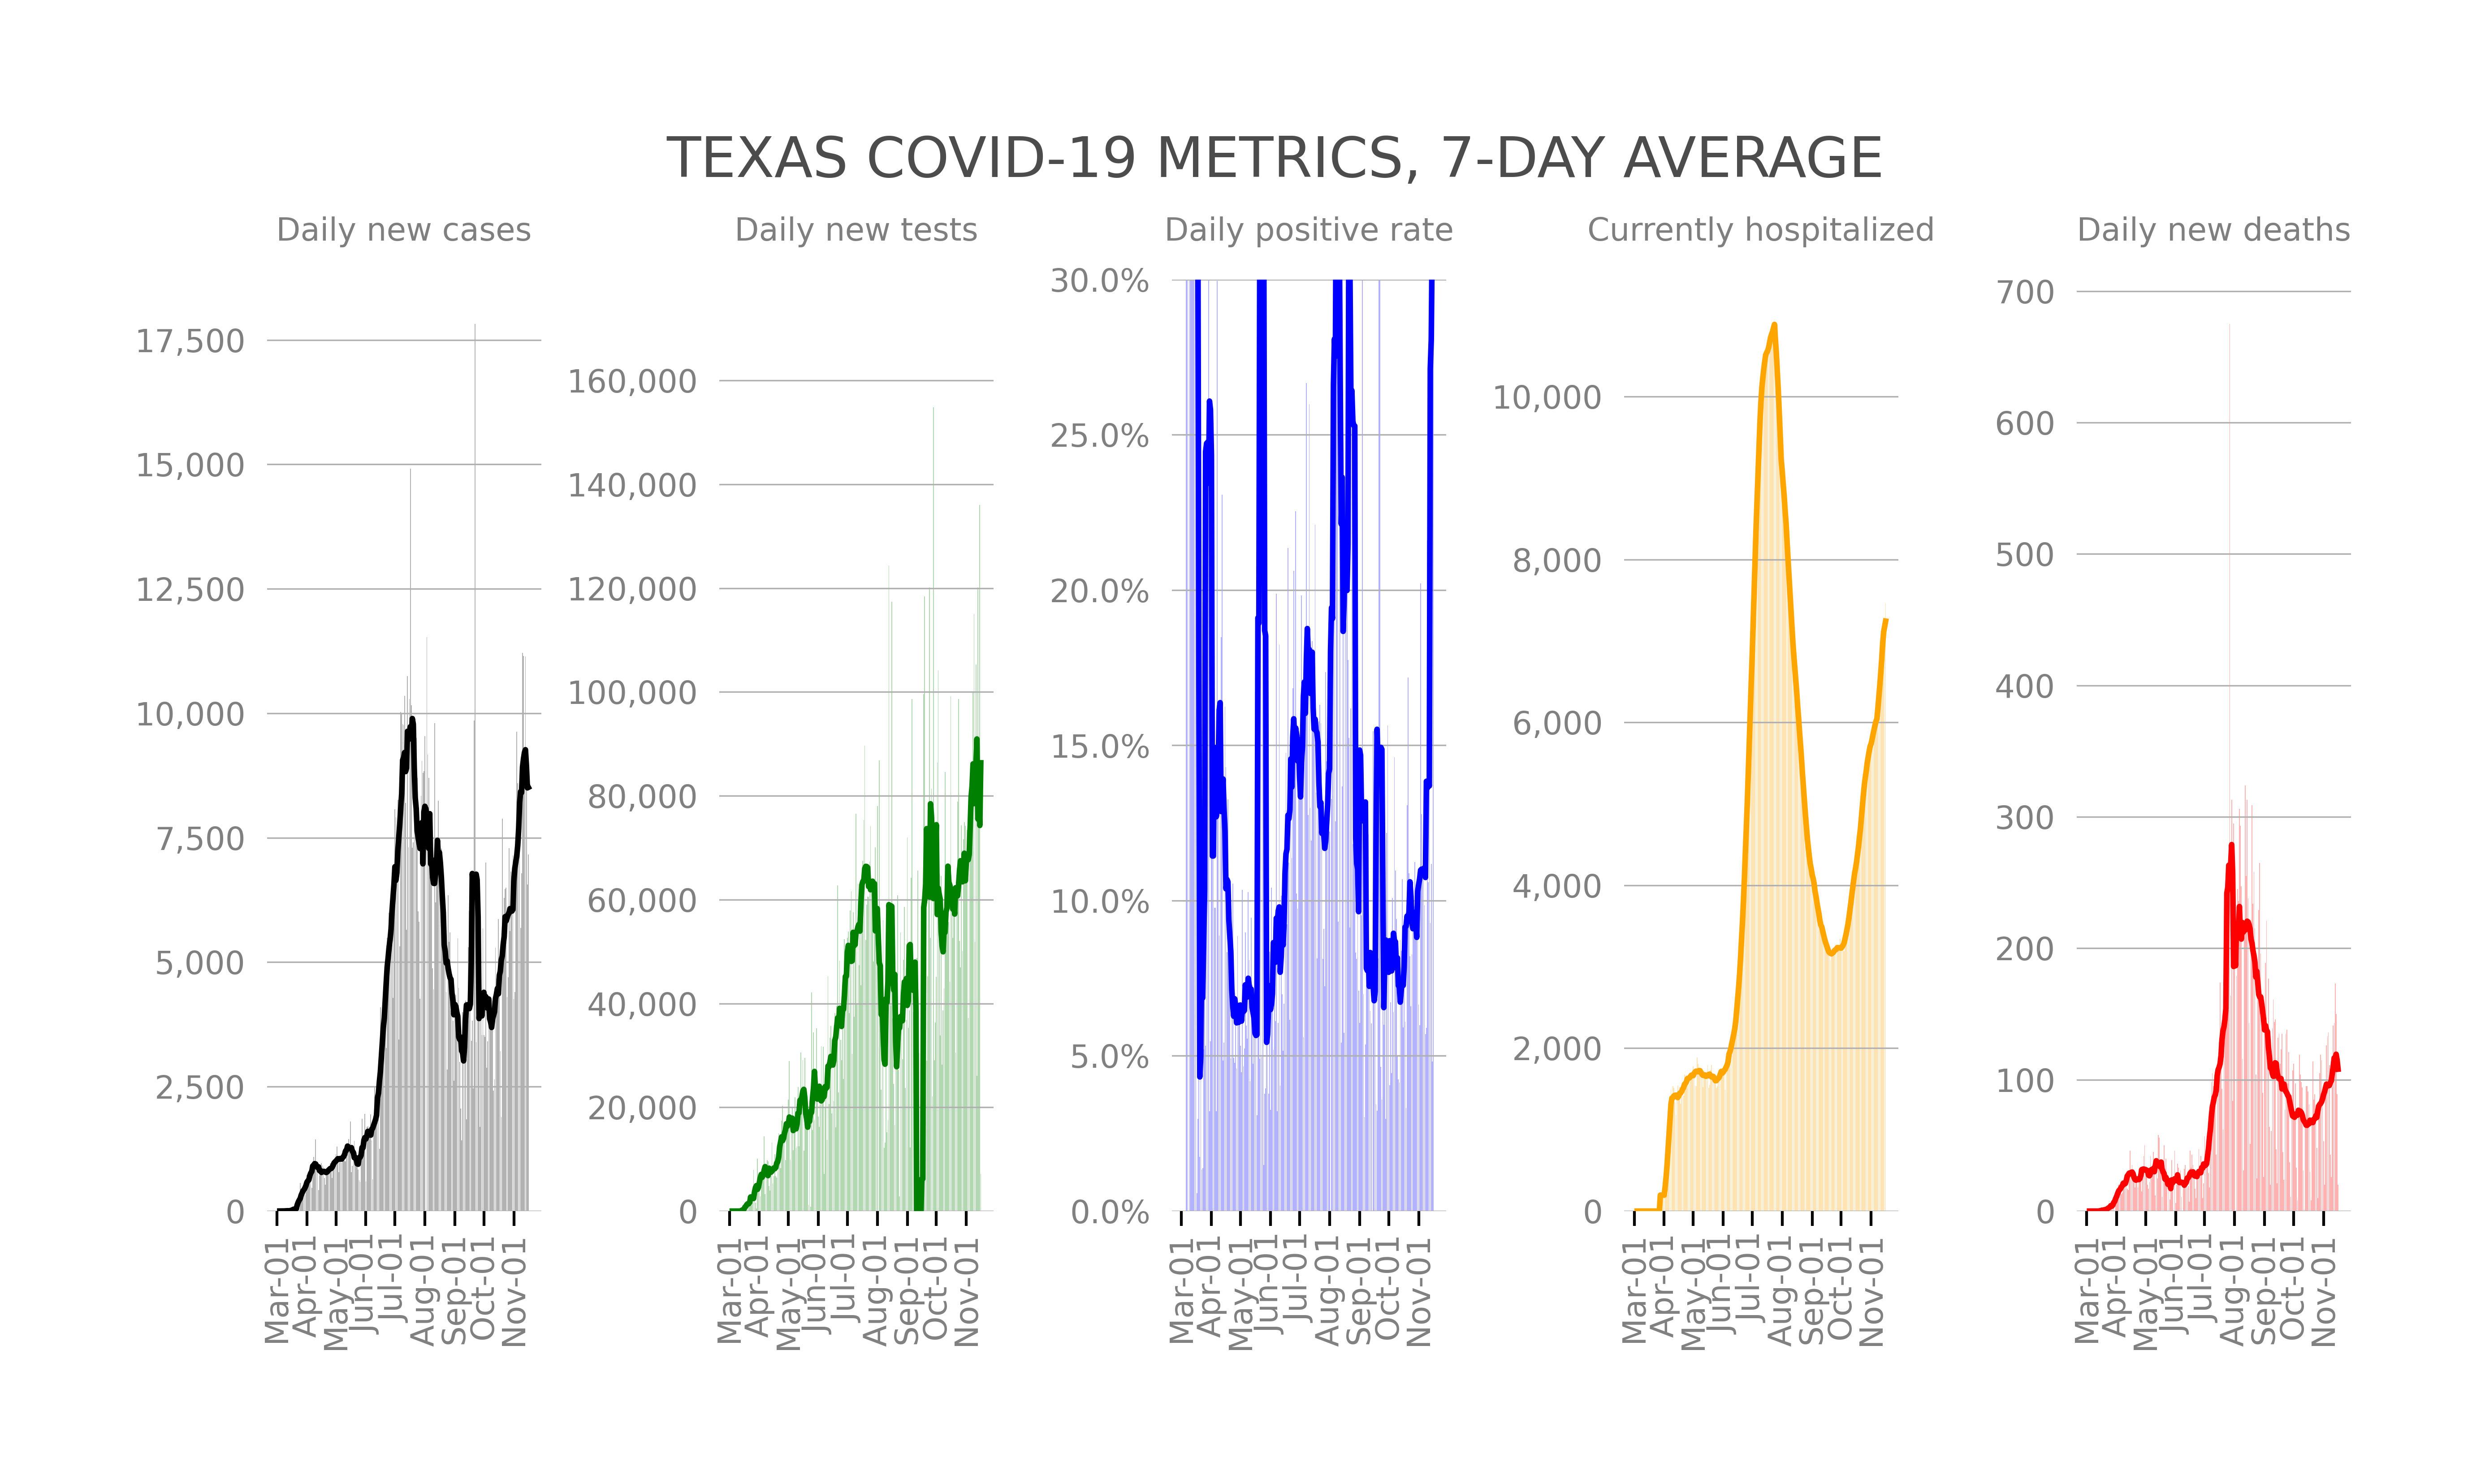 TEXAS COVID-19 METRICS, 7-DAY AVERAGE
Daily new cases
17,500
15,000
12,500
10,000
7,500
5,000
2,500
0
Mar-01
Apr-01
May-01
Jun-01
Jul-01
Aug-01
Sep-01
Oct-01
Nov-01
Daily new tests
160,000
140,000
120,000
100,000
80,000
60,000
40,000
20,000
0
Mar-01
Apr-01
May-01
Jun-01
Jul-01
Aug-01
Sep-01
Oct-01
Nov-01
Daily positive rate
30.0%
25.0%
20.0%
15.0%
10.0%
5.0%
0.0%
Mar-01
Apr-01
May-01
Jun-01
Jul-01
Aug-01
Sep-01
Oct-01
Nov-01
Currently hospitalized
10,000
8,000
6,000
4,000
2,000
0
Mar-01
Apr-01
May-01
Jun-01
Jul-01
Aug-01
Sep-01
Oct-01
Nov-01
Daily new deaths
700
600
500
400
300
200
100
0
Mar-01
Apr-01
May-01
Jun-01
Jul-01
Aug-01
Sep-01
Oct-01
Nov-01